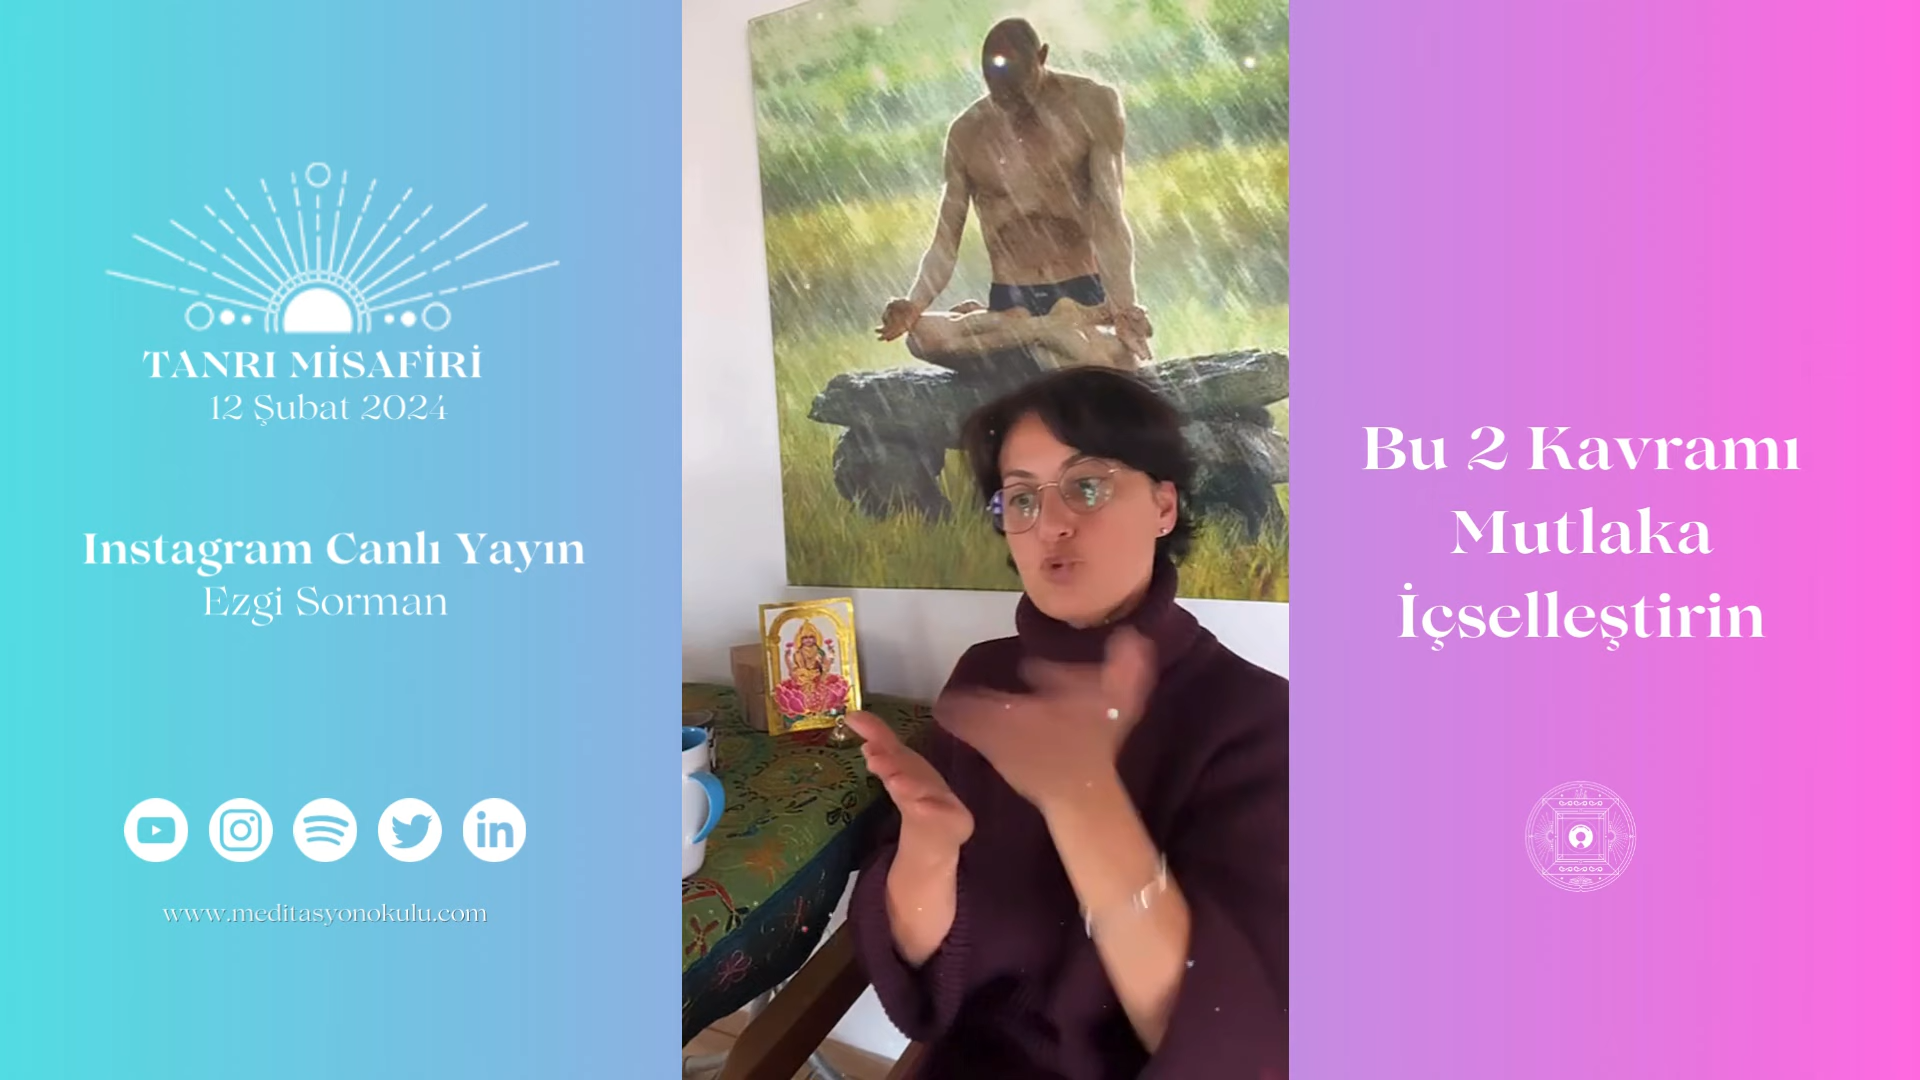 TANRI MİSAFİRİ
12 Şubat 2024
Instagram Canlı Yayın
Ezgi Sorman
in
www.meditasyonokulu.com
Bu 2 Kavramı
Mutlaka
İçselleştirin